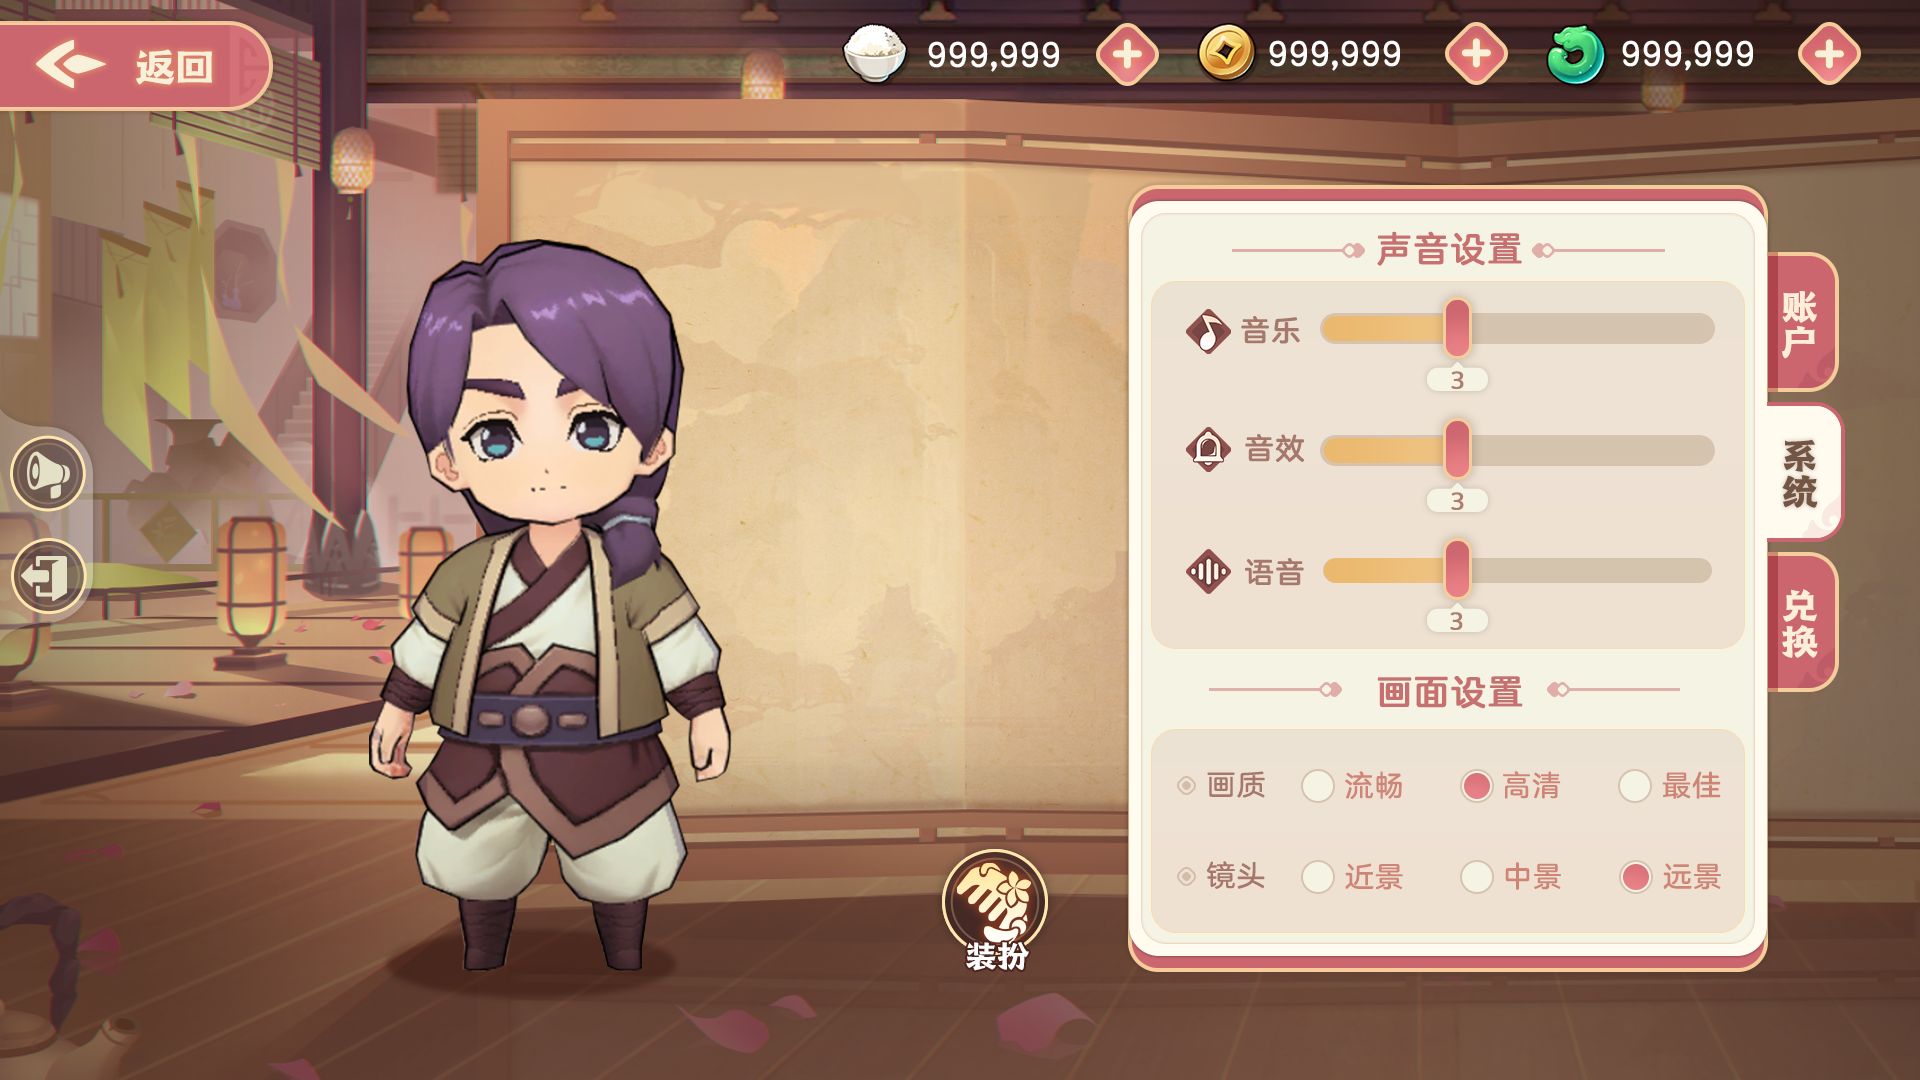 返回
999,999
999,999
999,999
声音设置
音乐
3
音效
3
语音
3
画面设置
画质 流畅 高清 最佳
镜头 近景 中景 远景
账户
系统
兑换
装扮